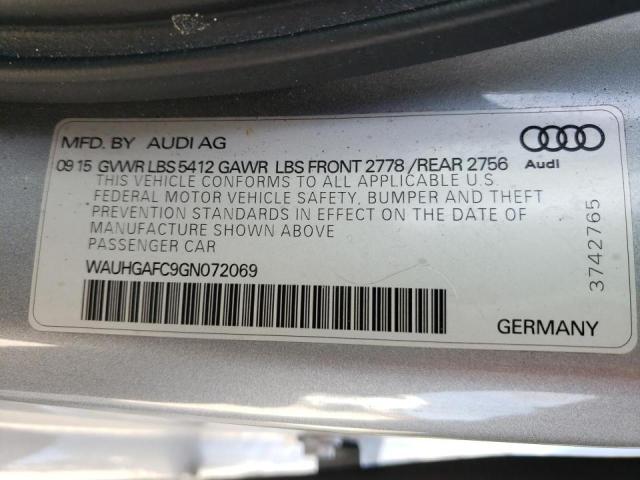 MFD. BY AUDI AG
09 15 GVWR LBS 5412 GAWR LBS FRONT 2778 /REAR 2756
THIS VEHICLE CONFORMS TO ALL APPLICABLE U.S.
FEDERAL MOTOR VEHICLE SAFETY, BUMPER AND THEFT
PREVENTION STANDARDS IN EFFECT ON THE DATE OF
MANUFACTURE SHOWN ABOVE
PASSENGER CAR
WAUHGAFC9GN072069
Audi
3742765
GERMANY